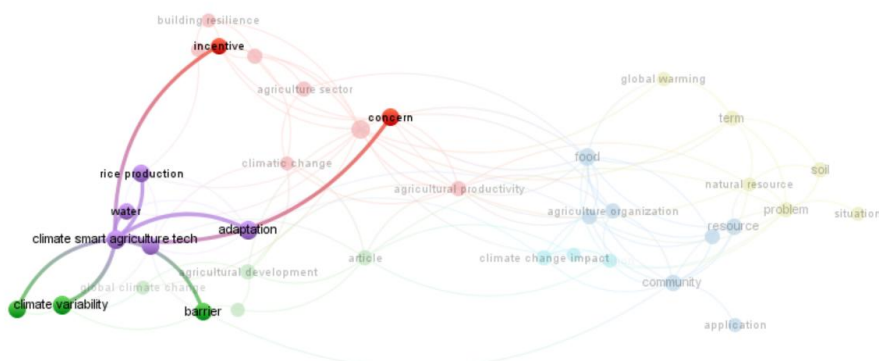 building resilience
incentive
global warming
agriculture sector
concern
term
food
climatic change
soil
rice production
natural resource
agricultural productivity
water
agriculture organization
problem
situation
resource
adaptation
climate smart agriculture tech
article
climate change impact
agricultural development
community
global climate change
climate variability
barrier
application